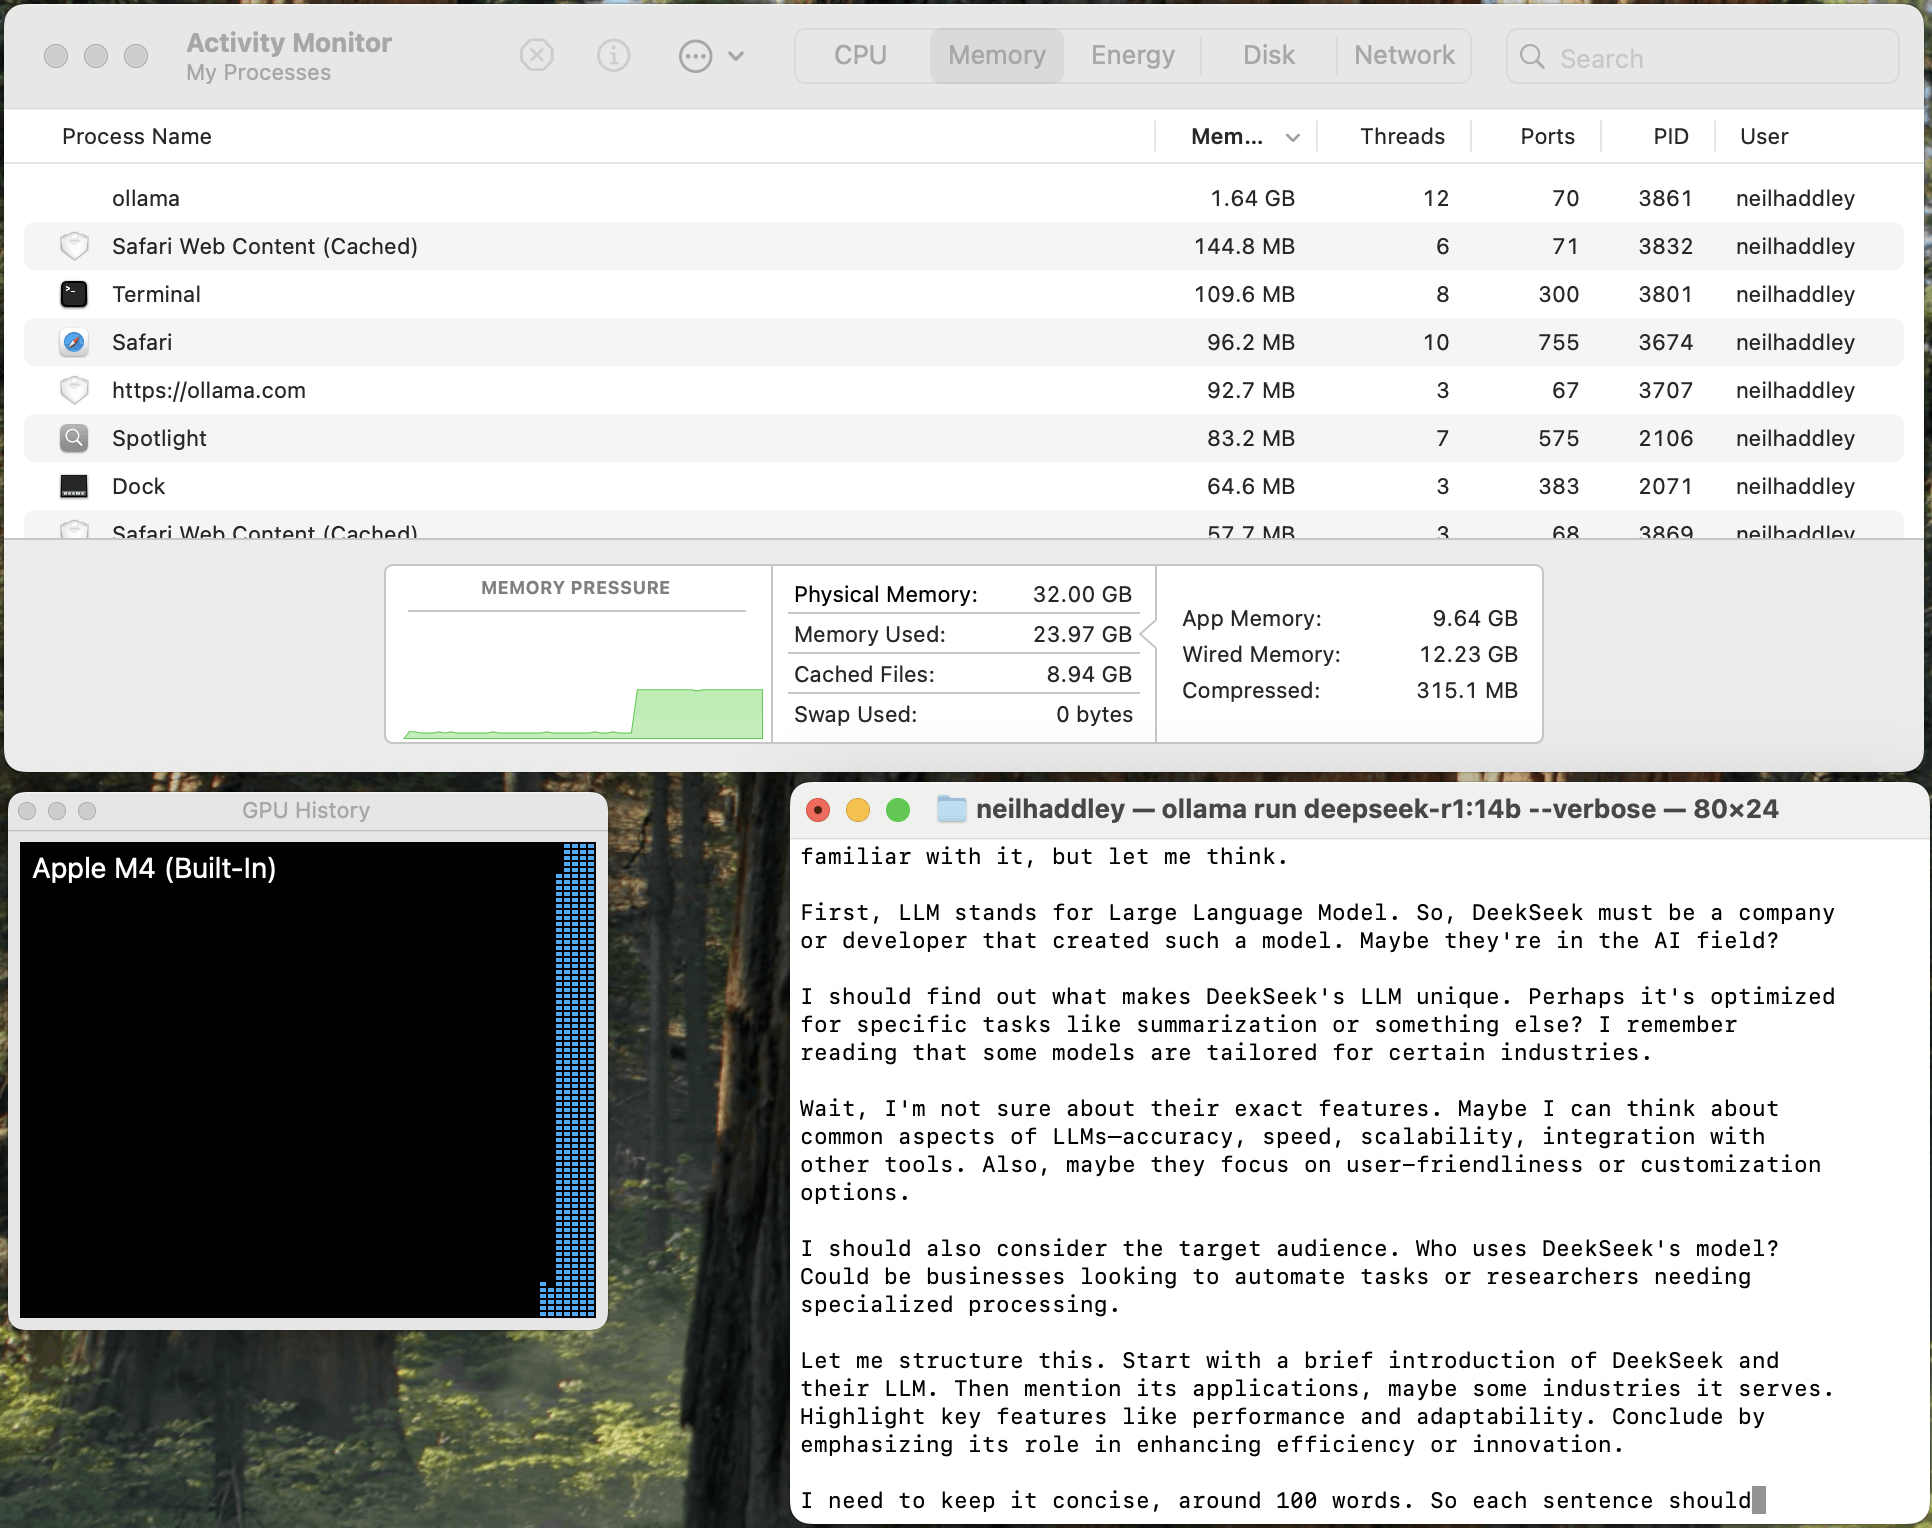 Activity Monitor
My Processes
CPU
Memory
Energy
Disk
Network
Search
Process Name Mem... Threads Ports PID User
ollama 1.64 GB 12 70 3861 neilhaddley
Safari Web Content (Cached) 144.8 MB 6 71 3832 neilhaddley
Terminal 109.6 MB 8 300 3801 neilhaddley
Safari 96.2 MB 10 755 3674 neilhaddley
https://ollama.com 92.7 MB 3 67 3707 neilhaddley
Spotlight 83.2 MB 7 575 2106 neilhaddley
Dock 64.6 MB 3 383 2071 neilhaddley
Safari Web Content (Cached) 57.7 MB 3 68 3869 neilhaddley
MEMORY PRESSURE
Physical Memory: 32.00 GB
Memory Used: 23.97 GB
Cached Files: 8.94 GB
Swap Used: 0 bytes
App Memory: 9.64 GB
Wired Memory: 12.23 GB
Compressed: 315.1 MB
GPU History
Apple M4 (Built-In)
neilhaddley — ollama run deepseek-r1:14b --verbose — 80×24
familiar with it, but let me think.
First, LLM stands for Large Language Model. So, DeekSeek must be a company
or developer that created such a model. Maybe they're in the AI field?
I should find out what makes DeekSeek's LLM unique. Perhaps it's optimized
for specific tasks like summarization or something else? I remember
reading that some models are tailored for certain industries.
Wait, I'm not sure about their exact features. Maybe I can think about
common aspects of LLMs—accuracy, speed, scalability, integration with
other tools. Also, maybe they focus on user-friendliness or customization
options.
I should also consider the target audience. Who uses DeekSeek's model?
Could be businesses looking to automate tasks or researchers needing
specialized processing.
Let me structure this. Start with a brief introduction of DeekSeek and
their LLM. Then mention its applications, maybe some industries it serves.
Highlight key features like performance and adaptability. Conclude by
emphasizing its role in enhancing efficiency or innovation.
I need to keep it concise, around 100 words. So each sentence should